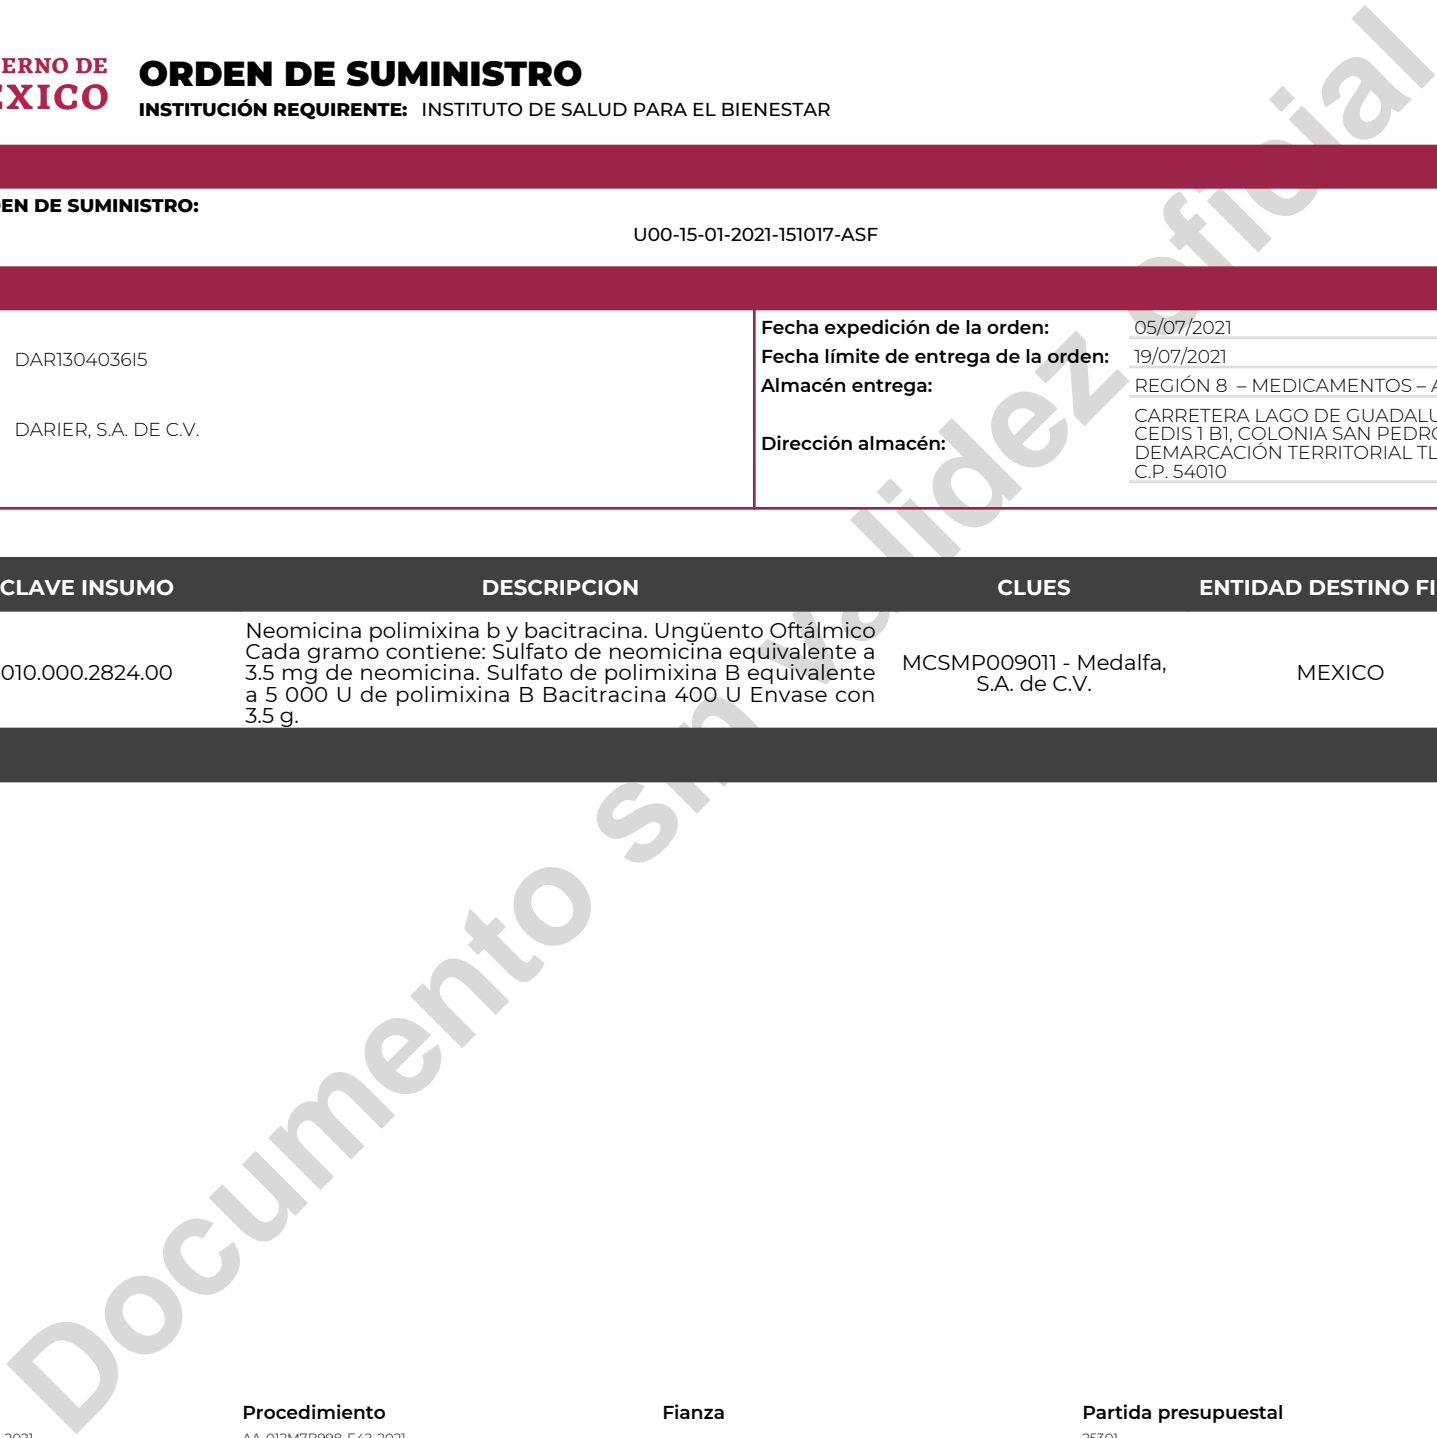 ERNO DE
ORDEN DE SUMINISTRO
INSTITUCIÓN REQUIRENTE: INSTITUTO DE SALUD PARA EL BIENESTAR
EN DE SUMINISTRO:
U00-15-01-2021-151017-ASF
DAR1304036I5
DARIER, S.A. DE C.V.
Fecha expedición de la orden: 05/07/2021
Fecha límite de entrega de la orden: 19/07/2021
Almacén entrega: REGIÓN 8 – MEDICAMENTOS – A
Dirección almacén:
CARRETERA LAGO DE GUADALU
CEDIS 1 B1, COLONIA SAN PEDRO
DEMARCACIÓN TERRITORIAL TL
C.P. 54010
CLAVE INSUMO DESCRIPCION CLUES ENTIDAD DESTINO FI
010.000.2824.00
Neomicina polimixina b y bacitracina. Ungüento Oftálmico
Cada gramo contiene: Sulfato de neomicina equivalente a
3.5 mg de neomicina. Sulfato de polimixina B equivalente
a 5 000 U de polimixina B Bacitracina 400 U Envase con
3.5 g.
MCSMP009011 - Medalfa,
S.A. de C.V.
MEXICO
Procedimiento Fianza Partida presupuestal
Documento sin validez oficial